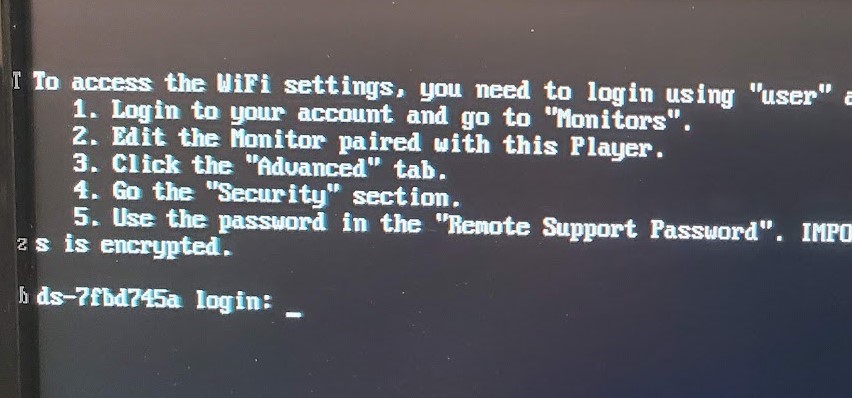 T To access the WiFi settings, you need to login using "user" a
1. Login to your account and go to "Monitors".
2. Edit the Monitor paired with this Player.
3. Click the "Advanced" tab.
4. Go the "Security" section.
5. Use the password in the "Remote Support Password". IMPO
z s is encrypted.
h ds-7fbd745a login: _